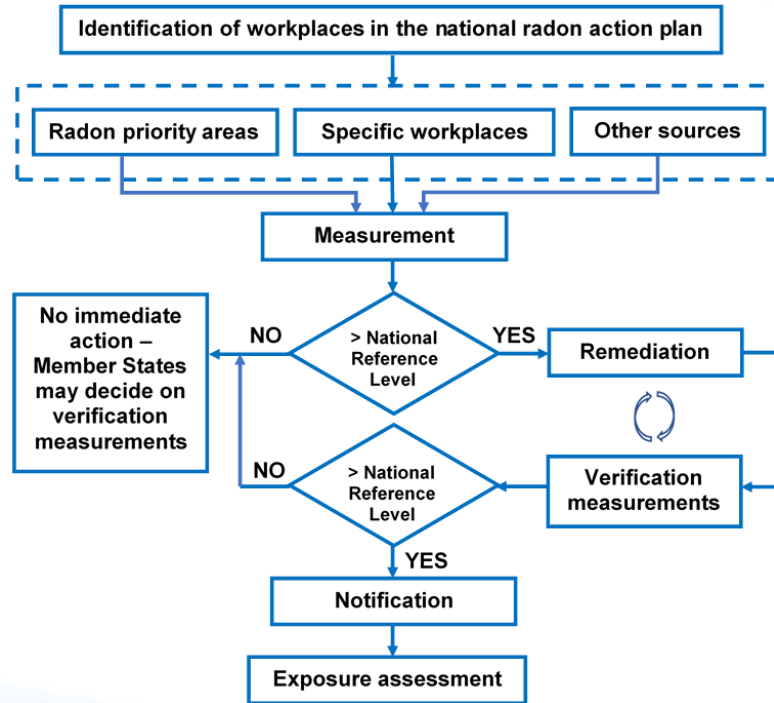 Identification of workplaces in the national radon action plan
Radon priority areas
Specific workplaces
Other sources
Measurement
No immediate
action –
Member States
may decide on
verification
measurements
NO
> National
Reference
Level
YES
Remediation
NO
> National
Reference
Level
Verification
measurements
YES
Notification
Exposure assessment